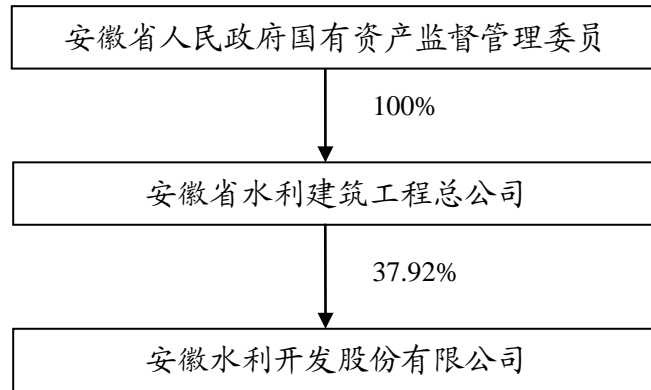 安徽省人民政府国有资产监督管理委员
100%
安徽省水利建筑工程总公司
37.92%
安徽水利开发股份有限公司